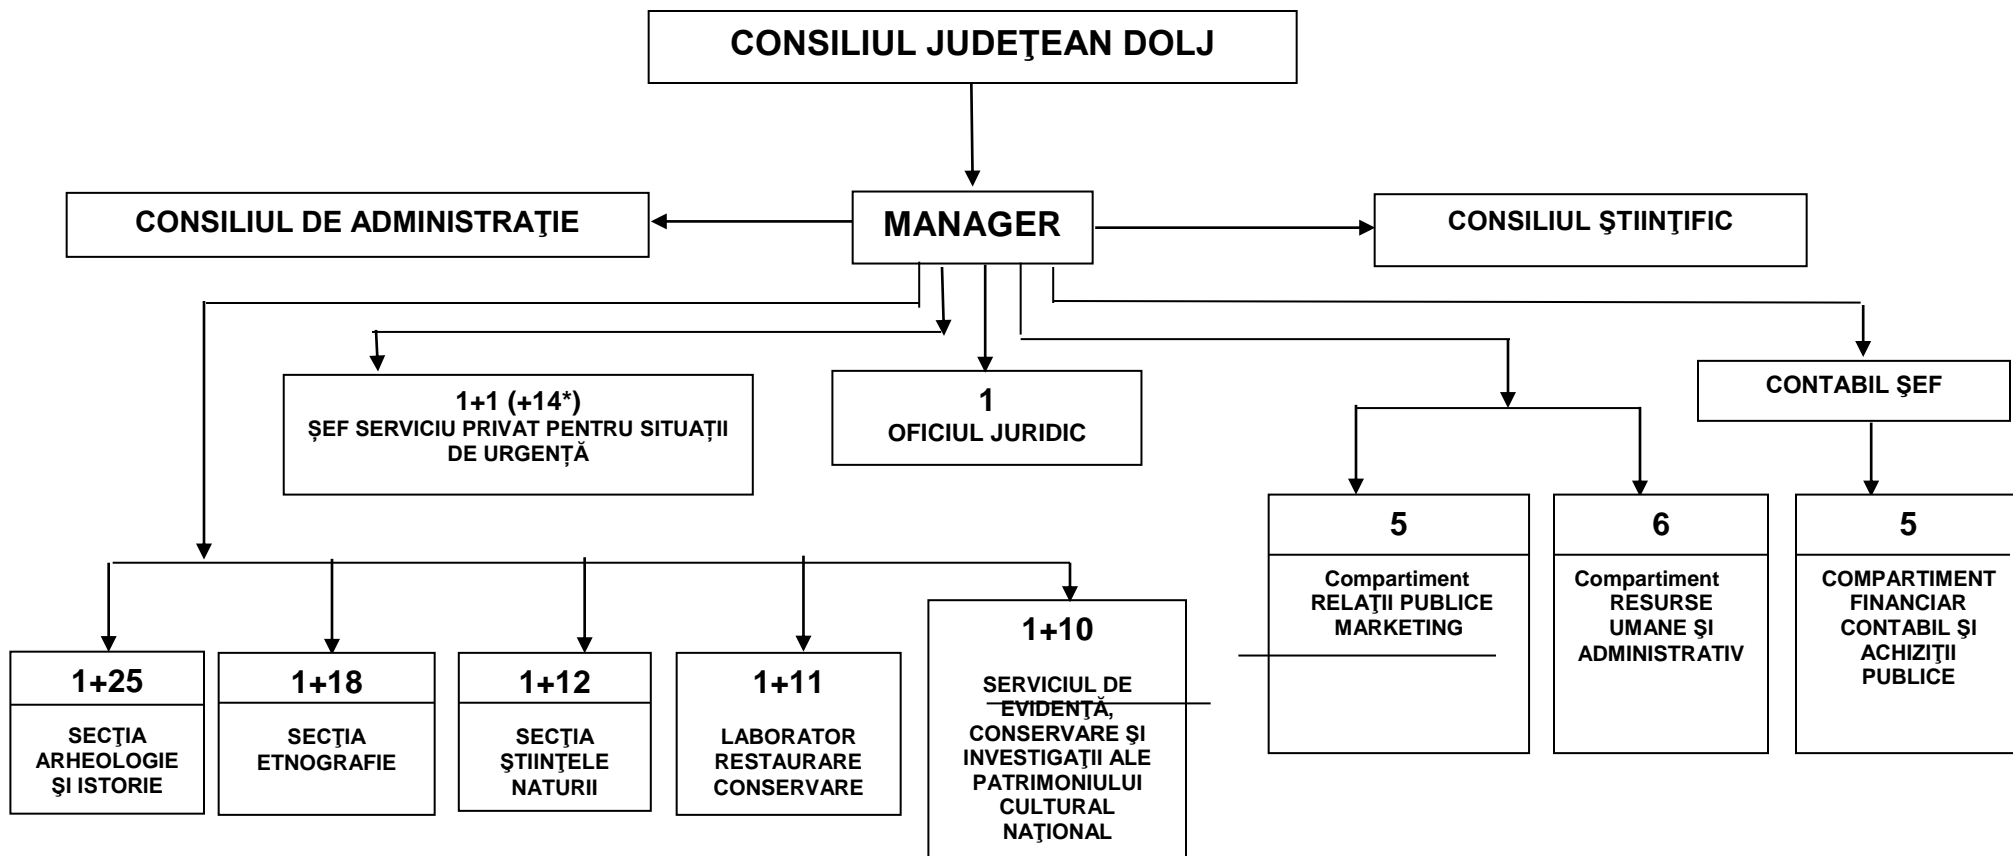 CONSILIUL JUDEŢEAN DOLJ
CONSILIUL DE ADMINISTRAŢIE
MANAGER
CONSILIUL ŞTIINŢIFIC
1+1 (+14*)
ȘEF SERVICIU PRIVAT PENTRU SITUAȚII
DE URGENȚĂ
1
OFICIUL JURIDIC
CONTABIL ŞEF
5
Compartiment
RELAŢII PUBLICE
MARKETING
6
Compartiment
RESURSE
UMANE ŞI
ADMINISTRATIV
5
COMPARTIMENT
FINANCIAR
CONTABIL ŞI
ACHIZIŢII
PUBLICE
1+25
SECŢIA
ARHEOLOGIE
ŞI ISTORIE
1+18
SECŢIA
ETNOGRAFIE
1+12
SECŢIA
ŞTIINŢELE
NATURII
1+11
LABORATOR
RESTAURARE
CONSERVARE
1+10
SERVICIUL DE
EVIDENŢĂ,
CONSERVARE ŞI
INVESTIGAŢII ALE
PATRIMONIULUI
CULTURAL
NAŢIONAL